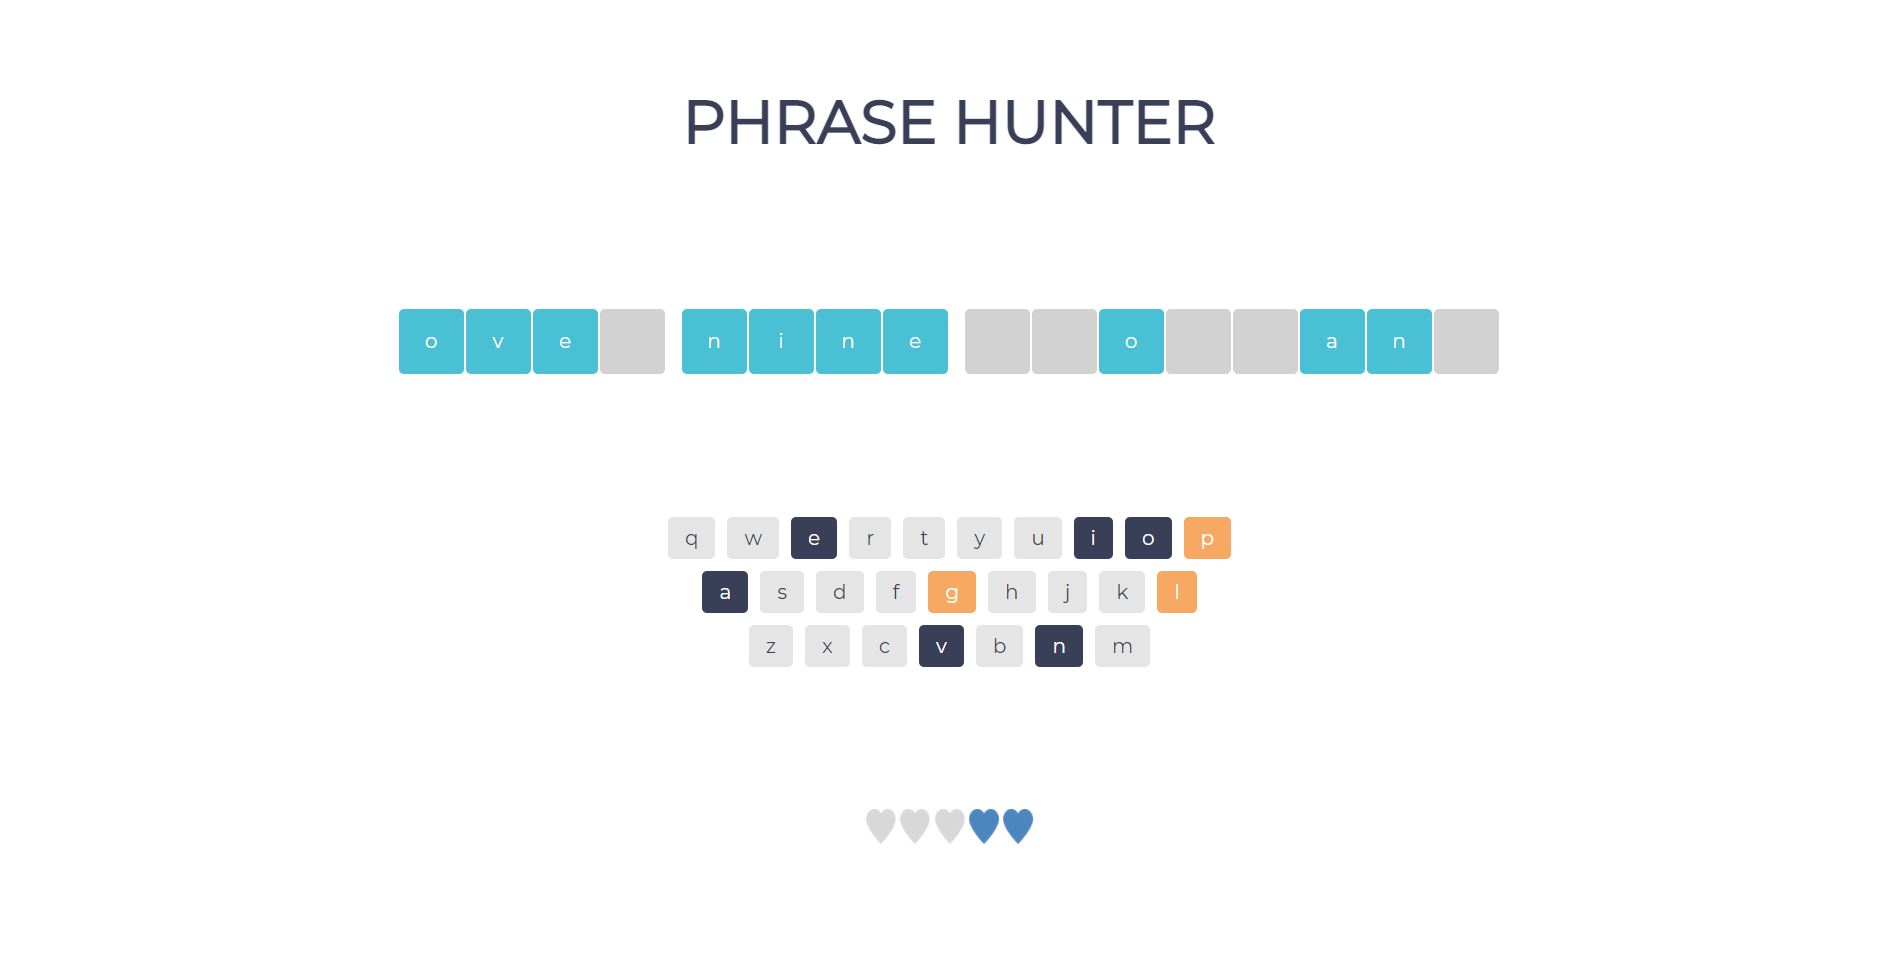 PHRASE HUNTER
o v e n i n e o a n
q w e r t y u i o p
a s d f g h j k l
z x c v b n m